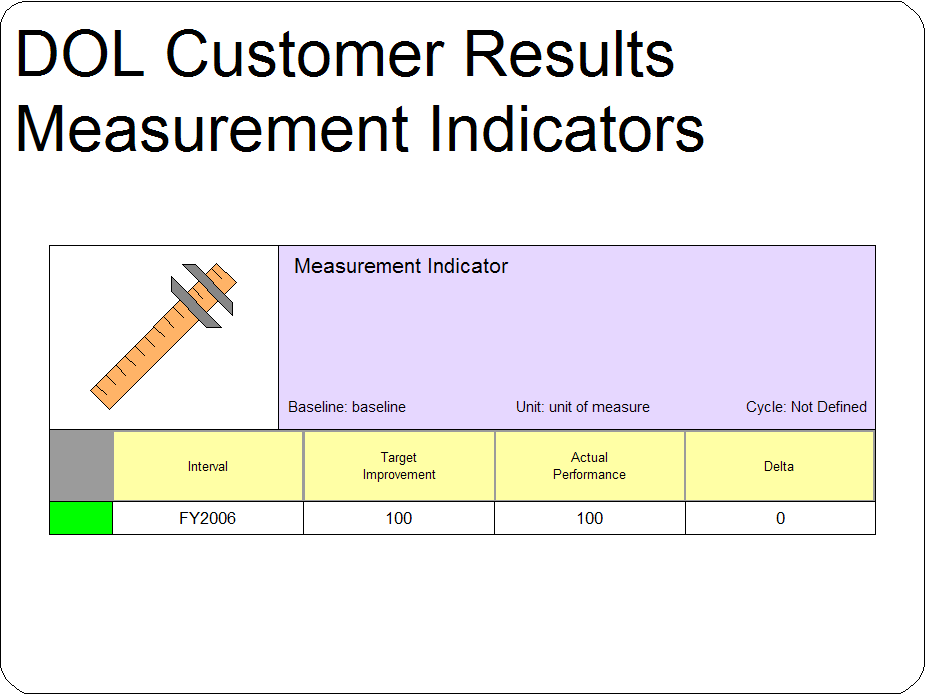 DOL Customer Results
Measurement Indicators
Measurement Indicator
Baseline: baseline Unit: unit of measure Cycle: Not Defined
Interval Target Improvement Actual Performance Delta
FY2006 100 100 0